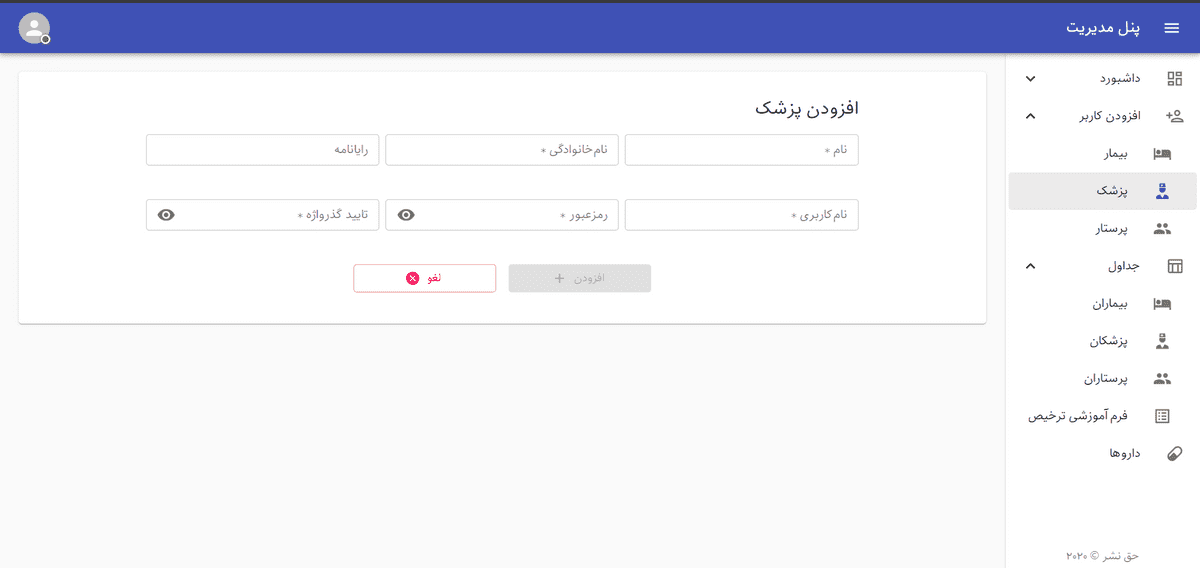 پنل مدیریت
داشبورد
افزودن کاربر
بیمار
پزشک
پرستار
جداول
بیماران
پزشکان
پرستاران
فرم آموزشی ترخیص
داروها
حق نشر © ۲۰۲۰
افزودن پزشک
نام *
نام‌خانوادگی *
رایانامه
نام‌کاربری *
رمزعبور *
تایید گذرواژه *
افزودن +
لغو